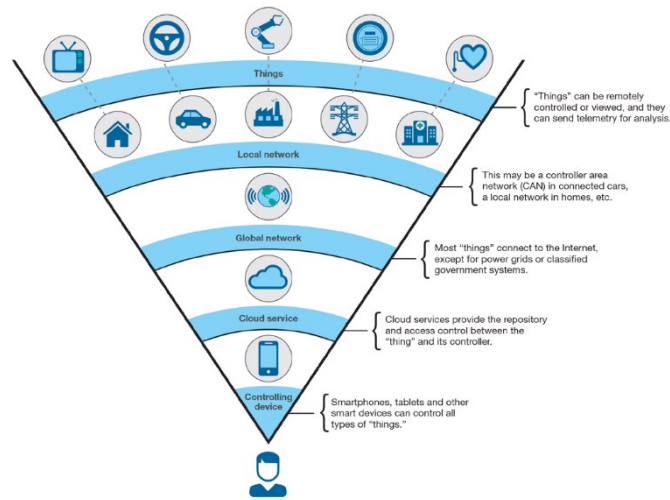 Things
"Things" can be remotely
controlled or viewed, and they
can send telemetry for analysis.
Local network
This may be a controller area
network (CAN) in connected cars,
a local network in homes, etc.
Global network
Most "things" connect to the Internet,
except for power grids or classified
government systems.
Cloud service
Cloud services provide the repository
and access control between the
"thing" and its controller.
Controlling
device
Smartphones, tablets and other
smart devices can control all
types of "things."